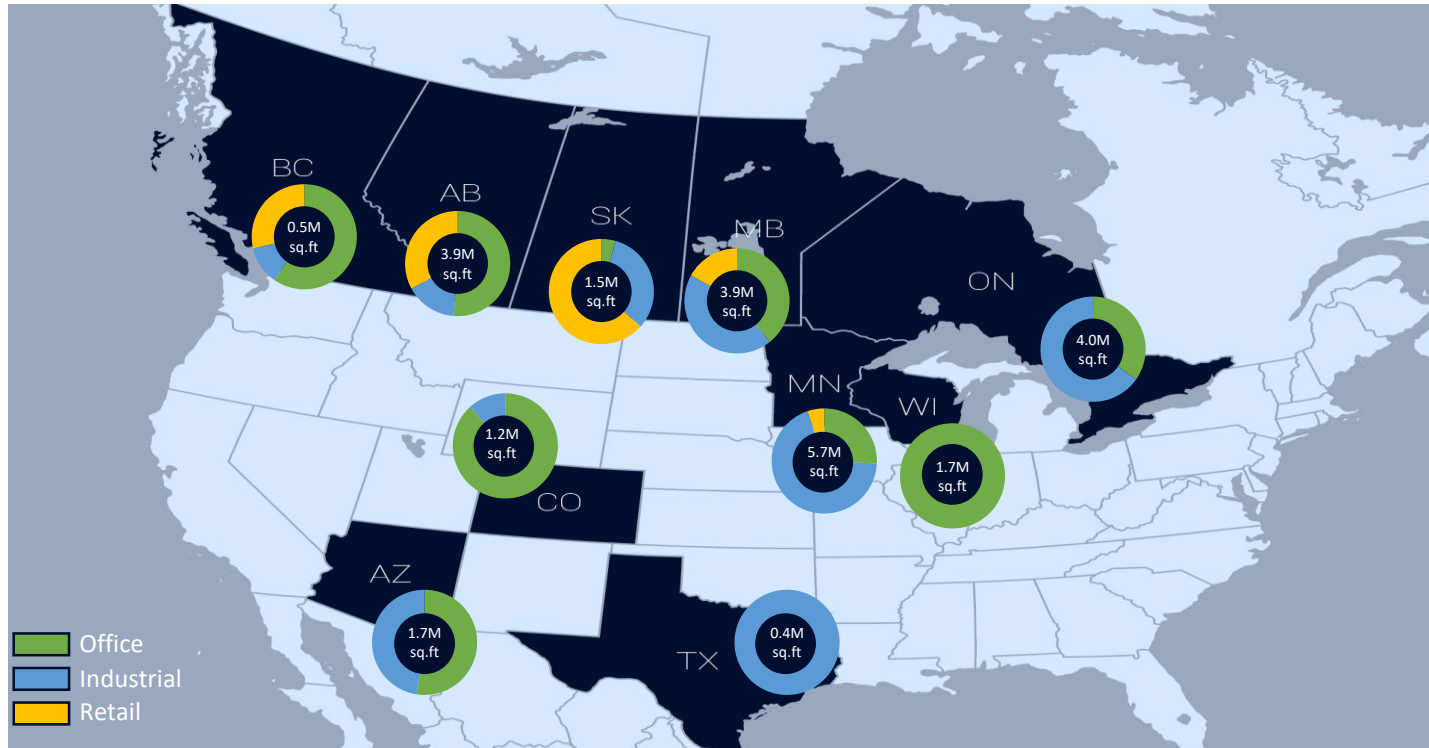 BC
0.5M
sq.ft
AB
3.9M
sq.ft
SK
1.5M
sq.ft
MB
3.9M
sq.ft
ON
4.0M
sq.ft
MN
5.7M
sq.ft
WI
1.7M
sq.ft
1.2M
sq.ft
CO
AZ
1.7M
sq.ft
TX
0.4M
sq.ft
Office
Industrial
Retail